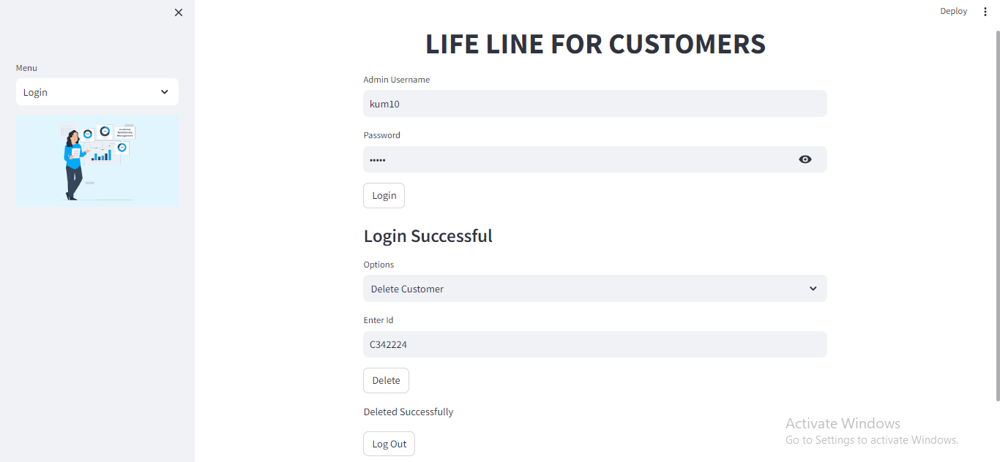 Deploy
Menu
Login
Customer
Relationship
Management
LIFE LINE FOR CUSTOMERS
Admin Username
kum10
Password
•••••
Login
Login Successful
Options
Delete Customer
Enter Id
C342224
Delete
Deleted Successfully
Log Out
Activate Windows
Go to Settings to activate Windows.